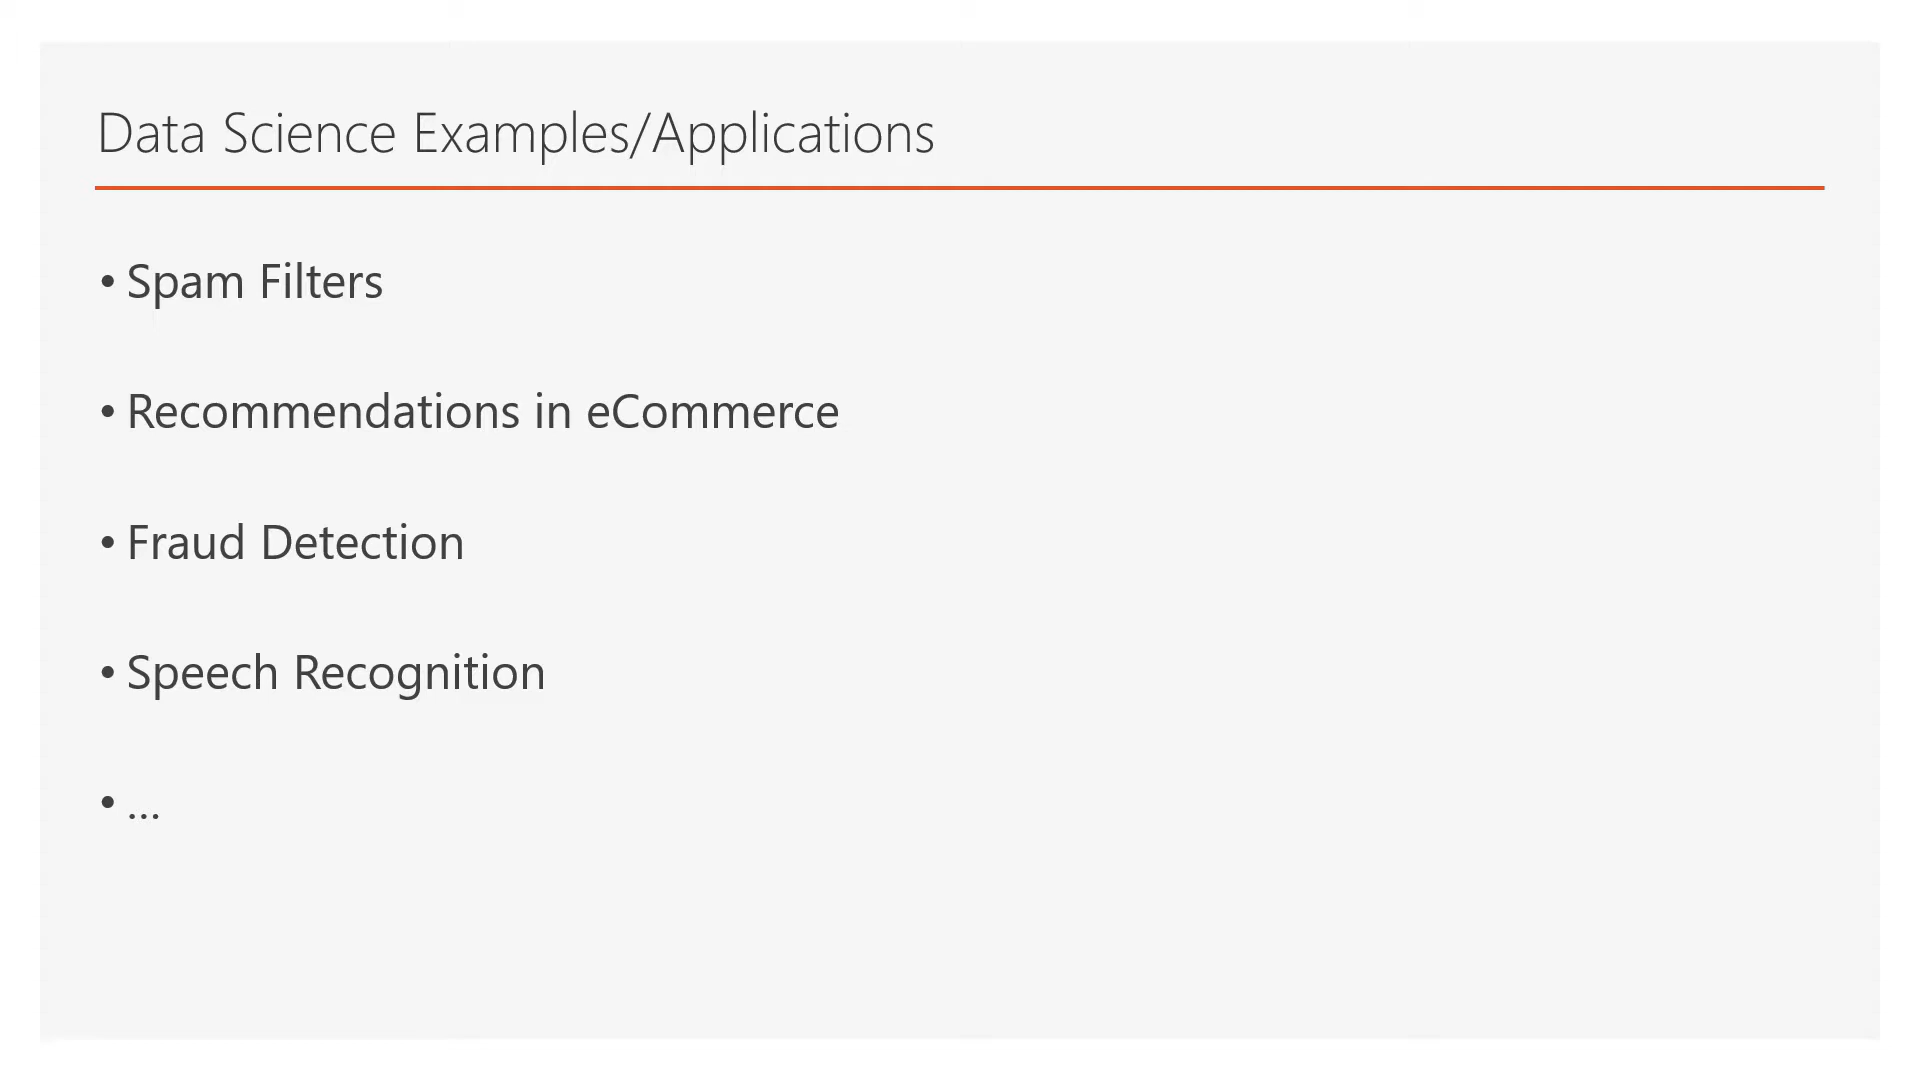 Data Science Examples/Applications
• Spam Filters
• Recommendations in eCommerce
• Fraud Detection
• Speech Recognition
• ...